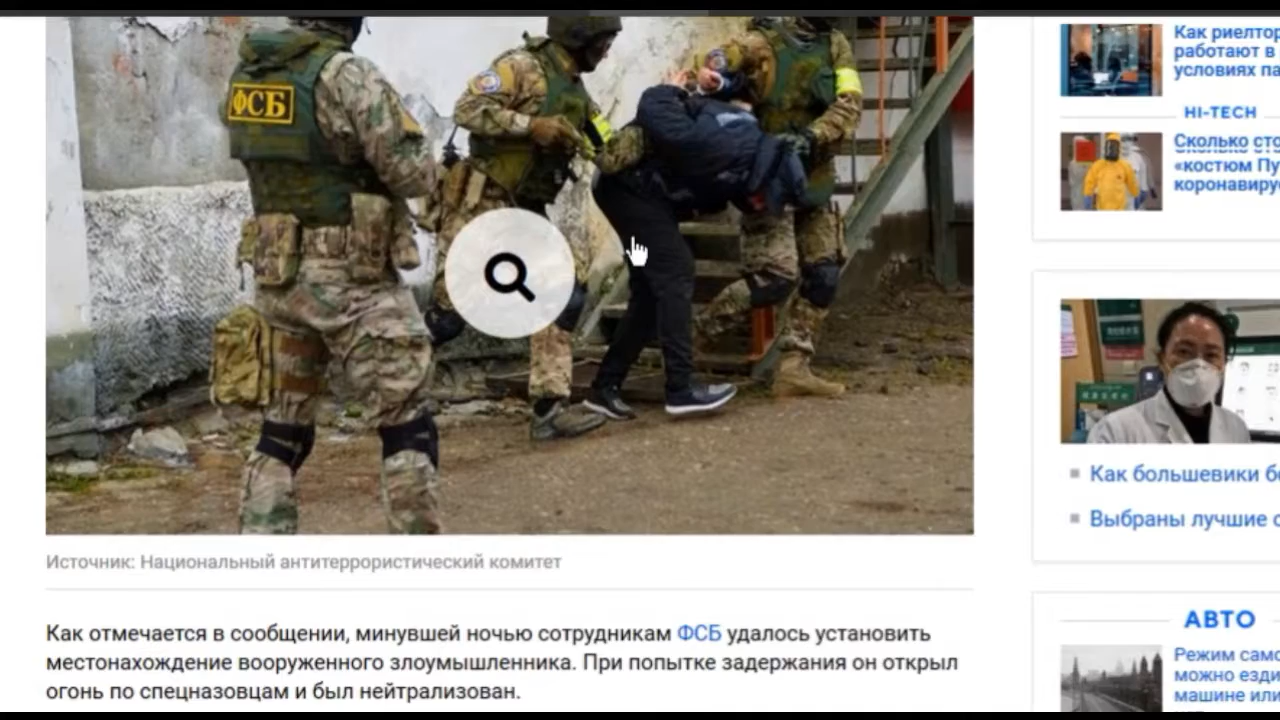 ФСБ
Источник: Национальный антитеррористический комитет
Как отмечается в сообщении, минувшей ночью сотрудникам ФСБ удалось установить
местонахождение вооруженного злоумышленника. При попытке задержания он открыл
огонь по спецназовцам и был нейтрализован.
Как риелтор
работают в
условиях па
HI-TECH
Сколько сто
«костюм Пу
коронавиру
Как большевики бо
Выбраны лучшие с
АВТО
Режим само
можно езди
машине или